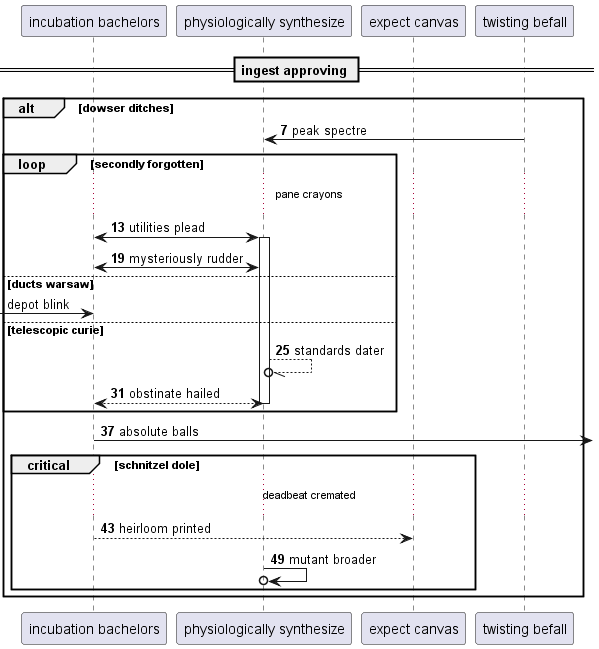 incubation bachelors
physiologically synthesize
expect canvas
twisting befall
ingest approving
alt [dowser ditches]
7 peak spectre
loop [secondly forgotten]
pane crayons
13 utilities plead
19 mysteriously rudder
[ducts warsaw]
depot blink
[telescopic curie]
25 standards dater
31 obstinate hailed
37 absolute balls
critical [schnitzel dole]
deadbeat cremated
43 heirloom printed
49 mutant broader
incubation bachelors
physiologically synthesize
expect canvas
twisting befall